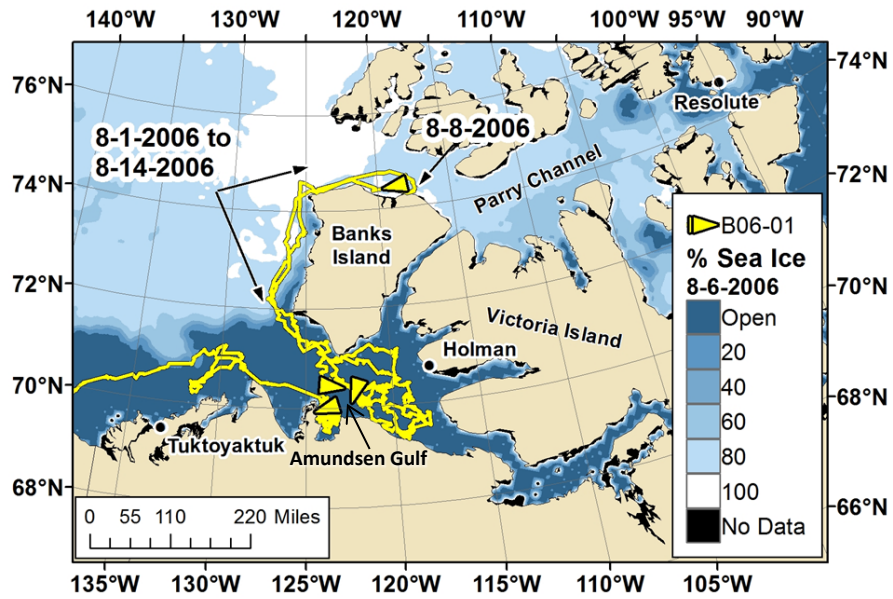 140°W 130°W 120°W 110°W 100°W 95°W 90°W
76°N
74°N
Resolute
8-1-2006 to
8-14-2006
8-8-2006
Parry Channel
74°N
72°N
Banks
Island
B06-01
% Sea Ice
8-6-2006
Open
20
40
60
80
100
No Data
72°N
70°N
Victoria Island
Holman
70°N
68°N
Tuktoyaktuk
Amundsen Gulf
68°N
66°N
0 55 110 220 Miles
135°W 130°W 125°W 120°W 115°W 110°W 105°W